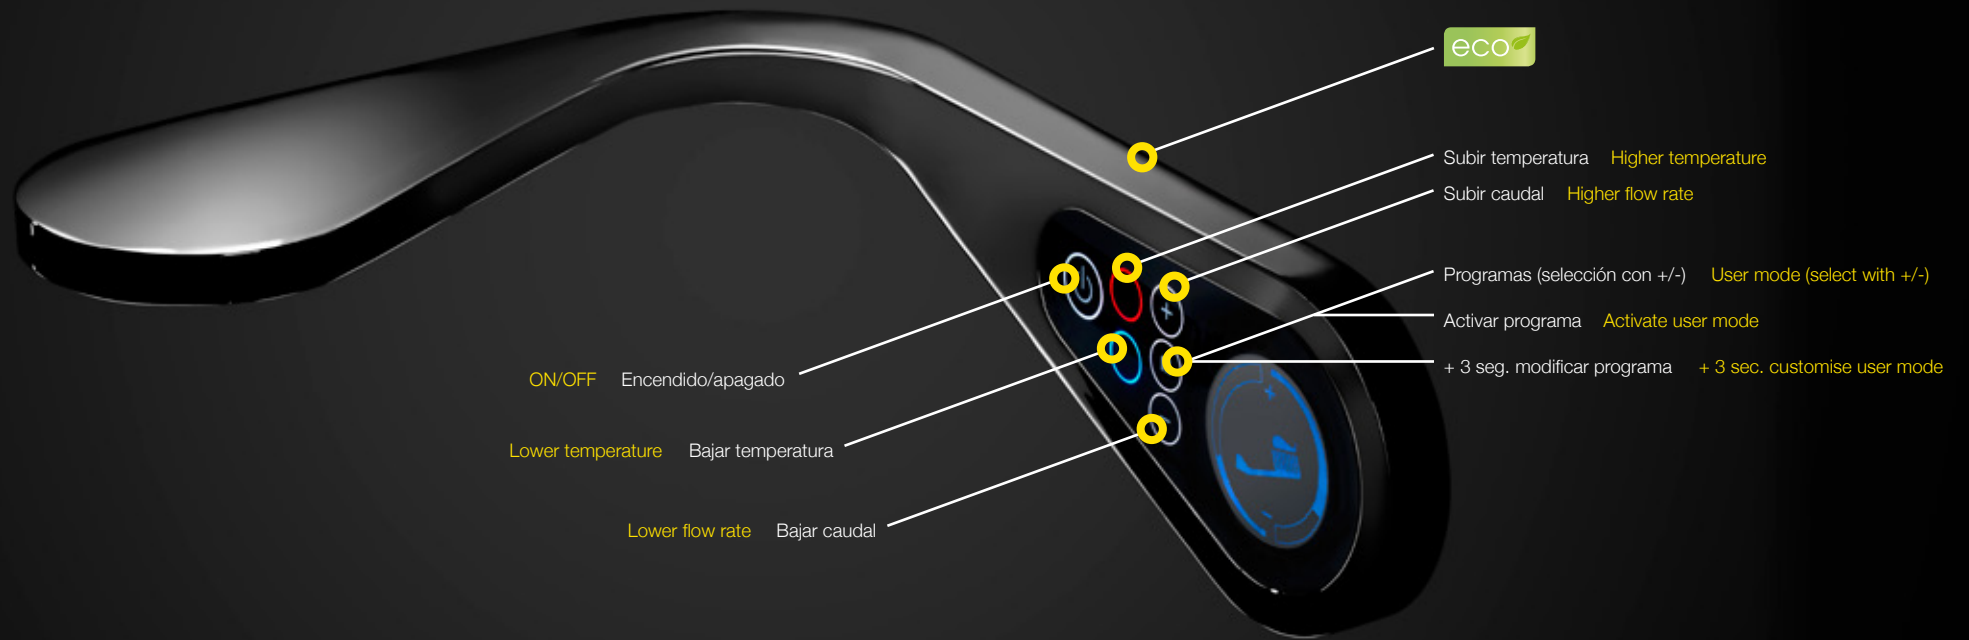 eco
Subir temperatura Higher temperature
Subir caudal Higher flow rate
Programas (selección con +/-) User mode (select with +/-)
Activar programa Activate user mode
+ 3 seg. modificar programa + 3 sec. customise user mode
ON/OFF Encendido/apagado
Lower temperature Bajar temperatura
Lower flow rate Bajar caudal